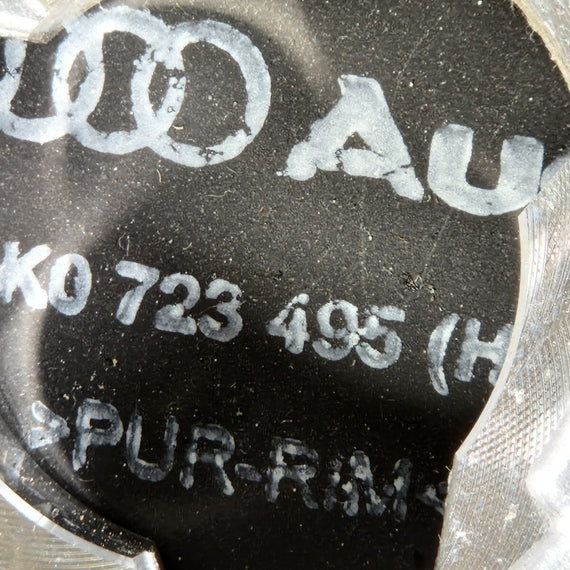 Au
K0 723 495 (H
>PUR-RiM<